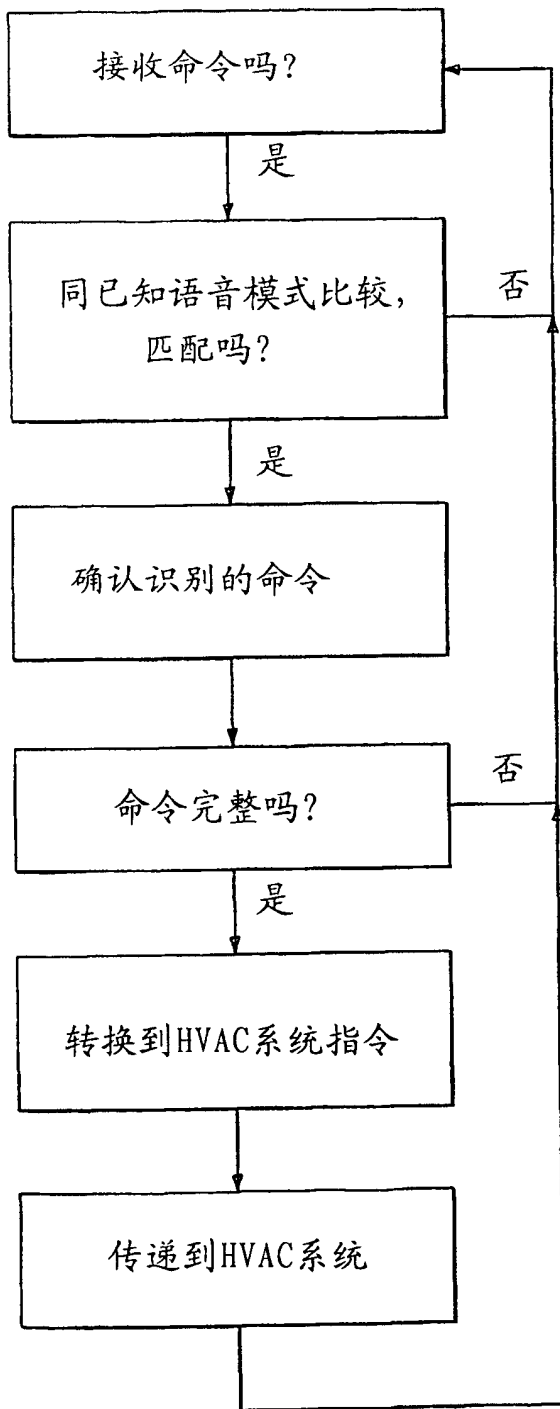 接收命令吗?
是
同已知语音模式比较,
匹配吗?
否
是
确认识别的命令
命令完整吗?
否
是
转换到HVAC系统指令
传递到HVAC系统